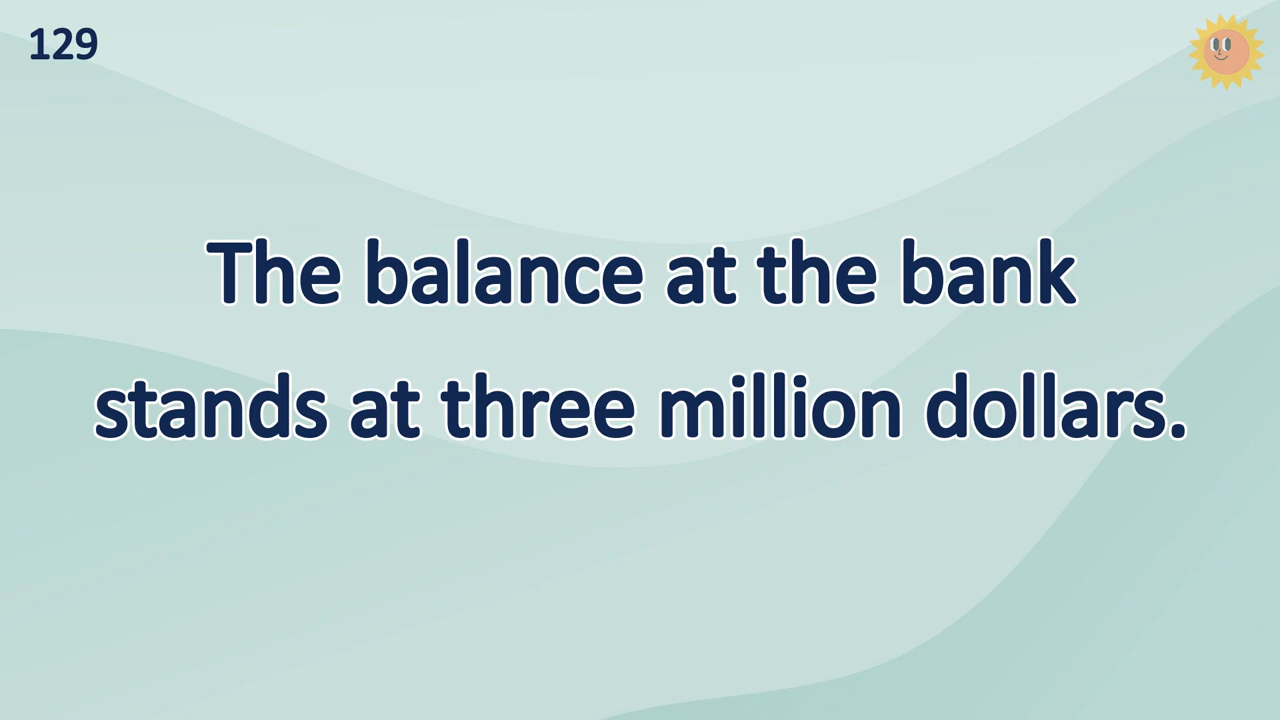 129
The balance at the bank
stands at three million dollars.